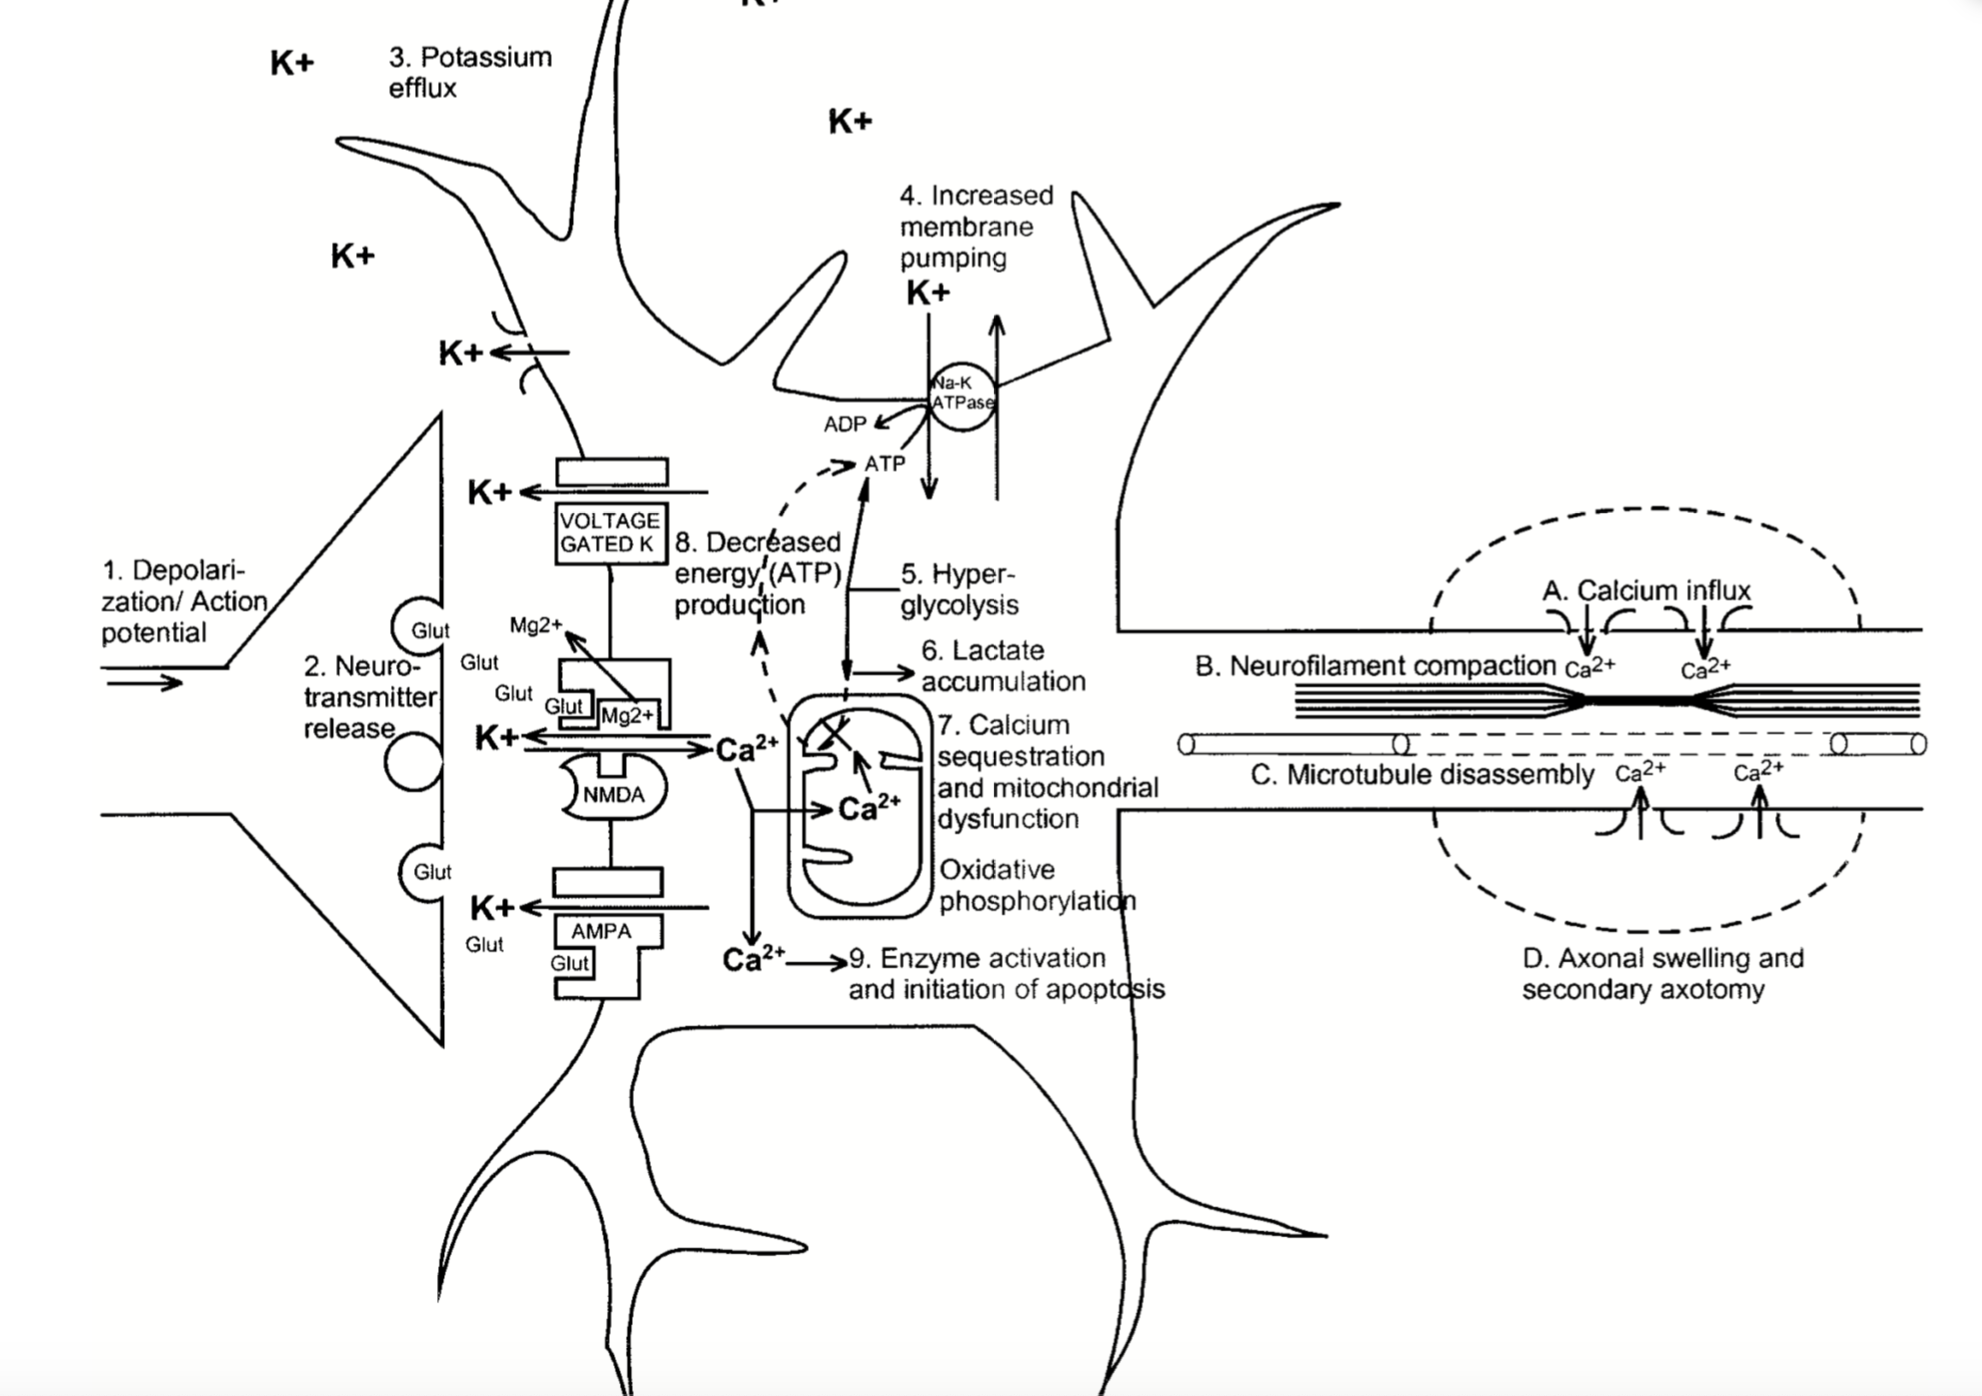 K+
K+
3. Potassium
efflux
K+
4. Increased
membrane
pumping
K+
K+
K+
Na-K
ATPase
ADP
ATP
K+
VOLTAGE
GATED K
8. Decreased
energy (ATP)
production
5. Hyper-
glycolysis
1. Depolari-
zation/ Action
potential
Glut
2. Neuro-
transmitter
release
Glut
Mg2+
Glut
Glut
Glut
Mg2+
K+
Ca2+
NMDA
6. Lactate
accumulation
7. Calcium
sequestration
and mitochondrial
dysfunction
Ca2+
Oxidative
phosphorylation
K+
AMPA
Glut
Glut
Ca2+
9. Enzyme activation
and initiation of apoptosis
A. Calcium influx
B. Neurofilament compaction
Ca2+
Ca2+
C. Microtubule disassembly
Ca2+
Ca2+
D. Axonal swelling and
secondary axotomy